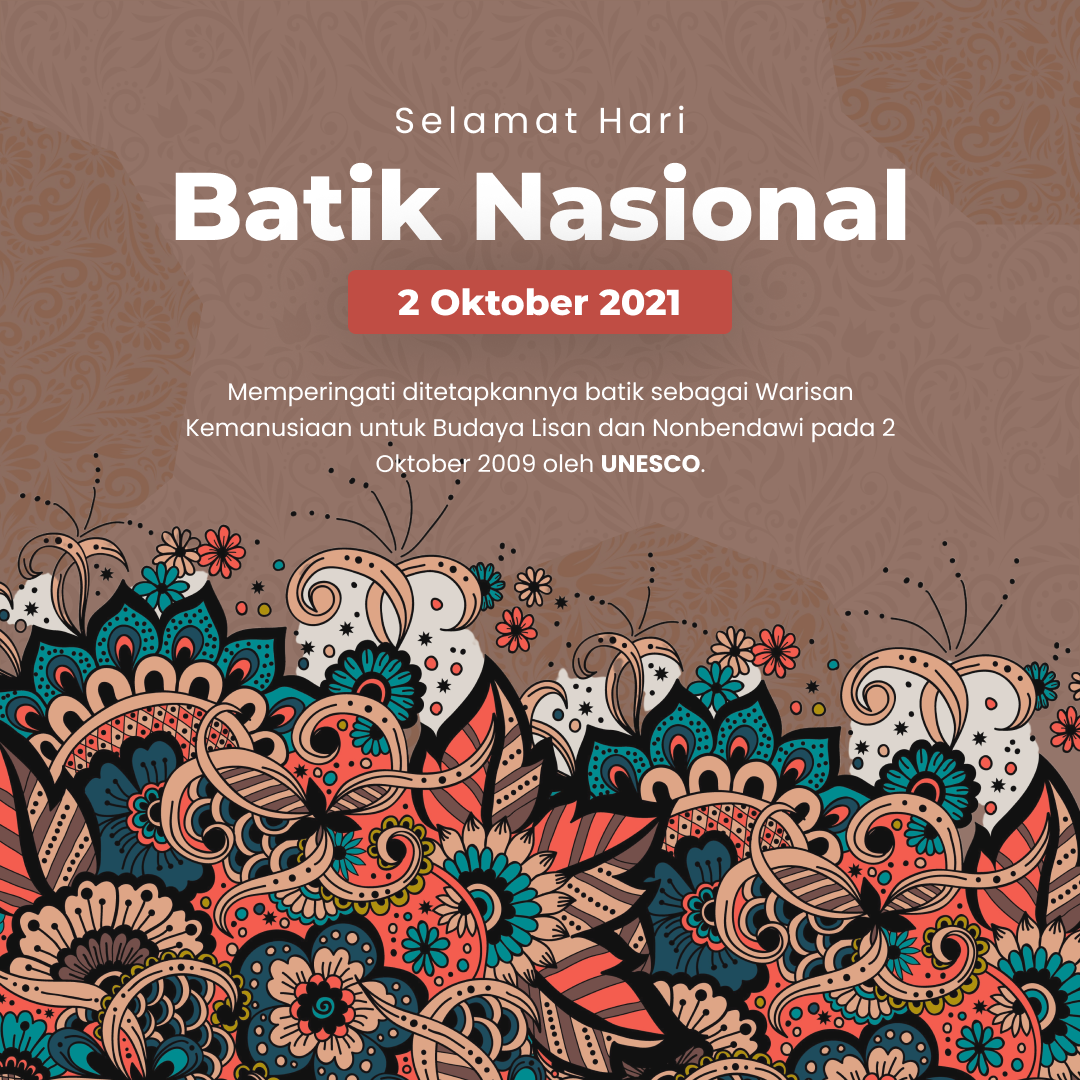 Selamat Hari
Batik Nasional
2 Oktober 2021
Memperingati ditetapkannya batik sebagai Warisan
Kemanusiaan untuk Budaya Lisan dan Nonbendawi pada 2
Oktober 2009 oleh UNESCO.